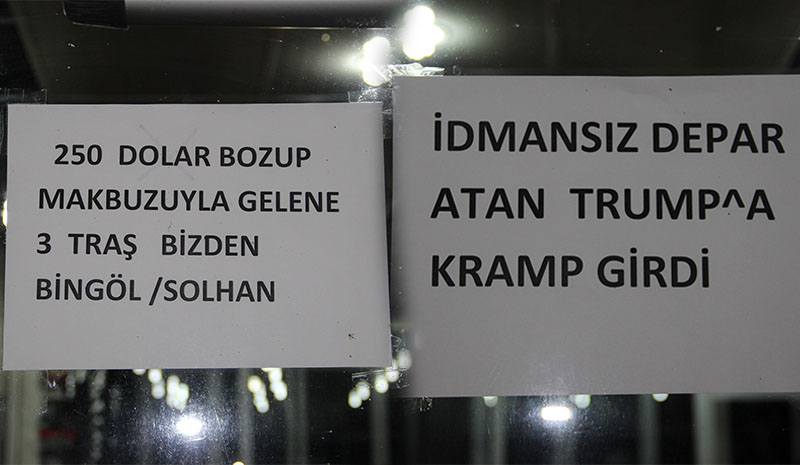 250 DOLAR BOZUP
MAKBUZUYLA GELENE
3 TRAŞ BİZDEN
BİNGÖL /SOLHAN
İDMANSIZ DEPAR
ATAN TRUMP^A
KRAMP GİRDİ